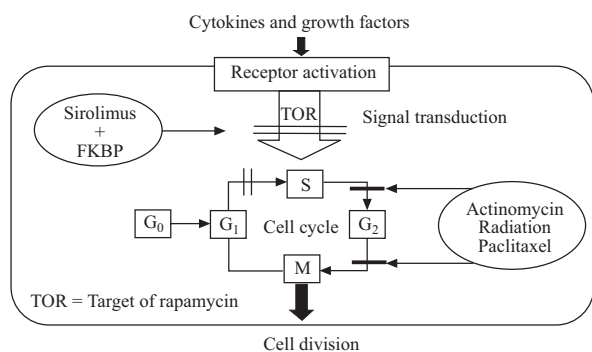 Cytokines and growth factors
Receptor activation
TOR
Signal transduction
Sirolimus
+
FKBP
S
G₀
G₁
Cell cycle
G₂
Actinomycin
Radiation
Paclitaxel
M
TOR = Target of rapamycin
Cell division